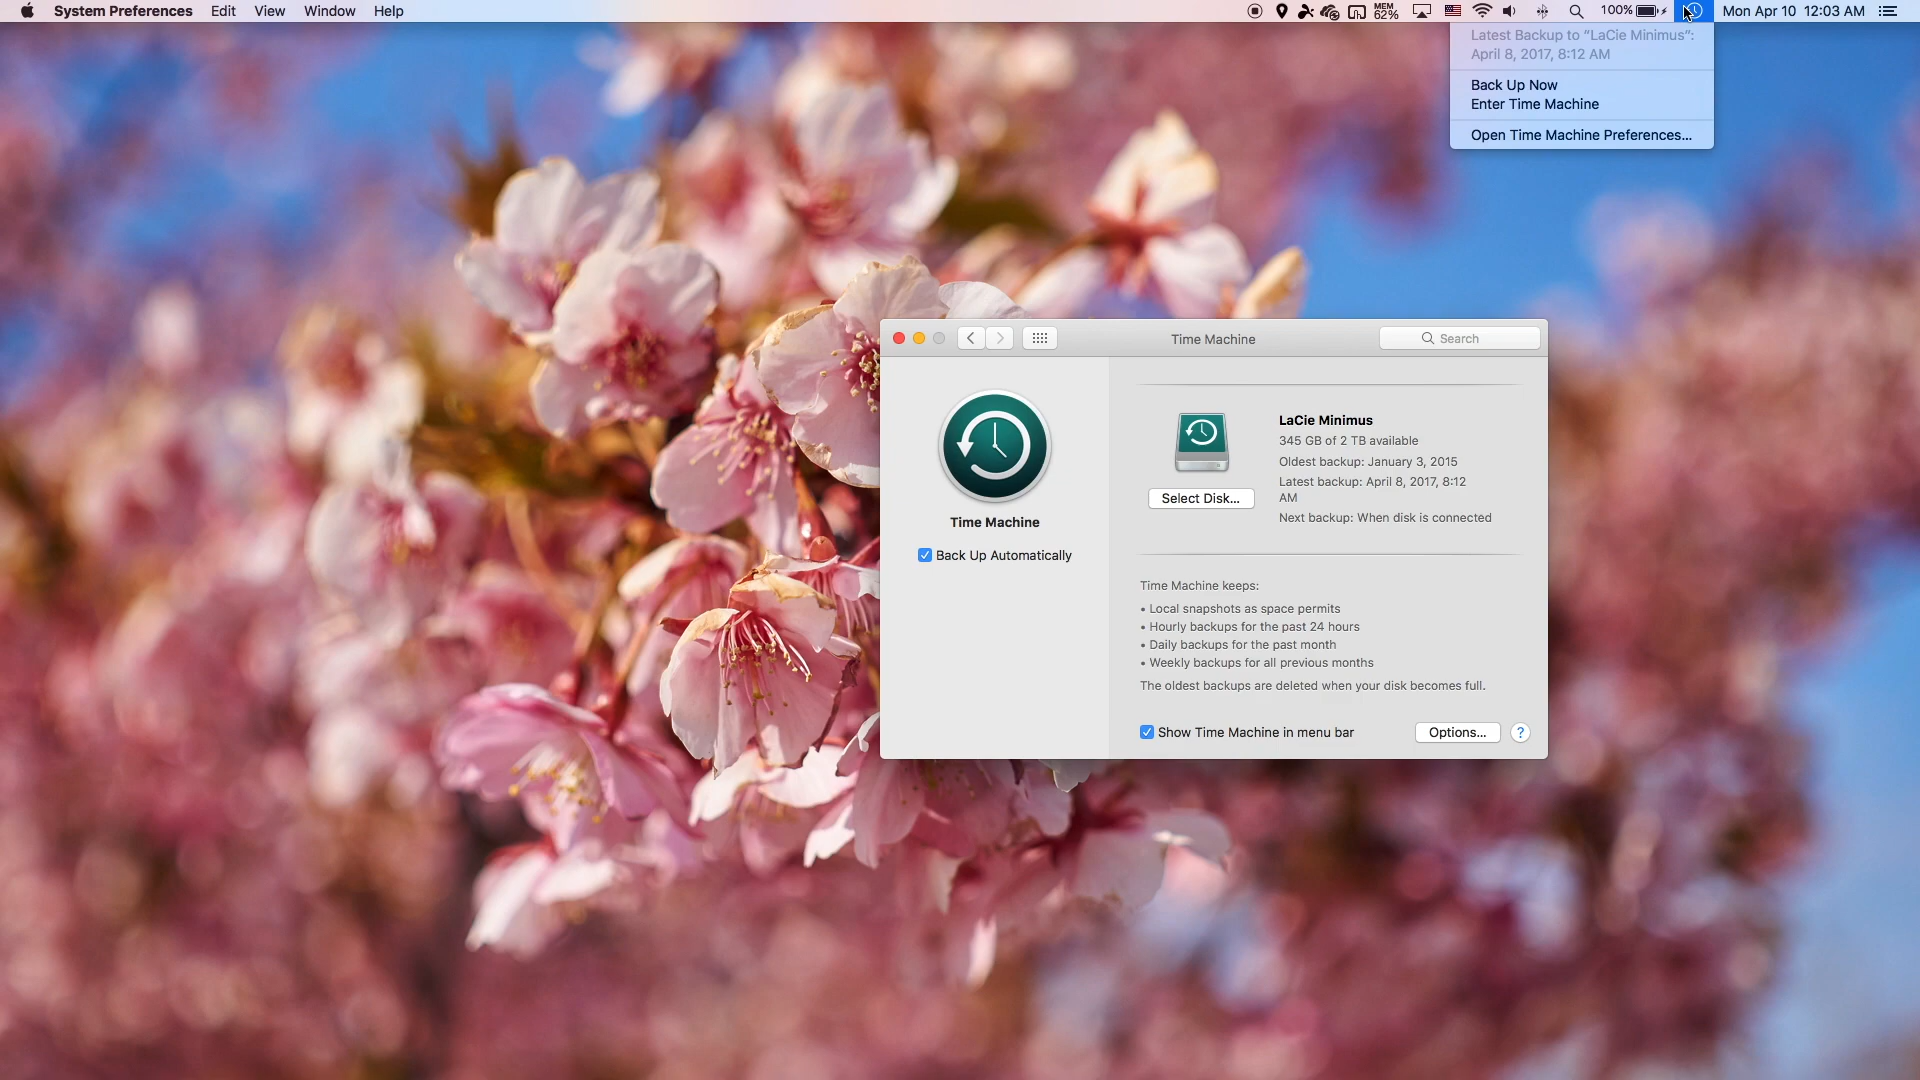 System Preferences Edit View Window Help MEM 62% 100% Mon Apr 10 12:03 AM
Latest Backup to “LaCie Minimus”:
April 8, 2017, 8:12 AM
Back Up Now
Enter Time Machine
Open Time Machine Preferences...
Time Machine
Search
Time Machine
Back Up Automatically
Select Disk...
LaCie Minimus
345 GB of 2 TB available
Oldest backup: January 3, 2015
Latest backup: April 8, 2017, 8:12
AM
Next backup: When disk is connected
Time Machine keeps:
• Local snapshots as space permits
• Hourly backups for the past 24 hours
• Daily backups for the past month
• Weekly backups for all previous months
The oldest backups are deleted when your disk becomes full.
Show Time Machine in menu bar
Options...
?